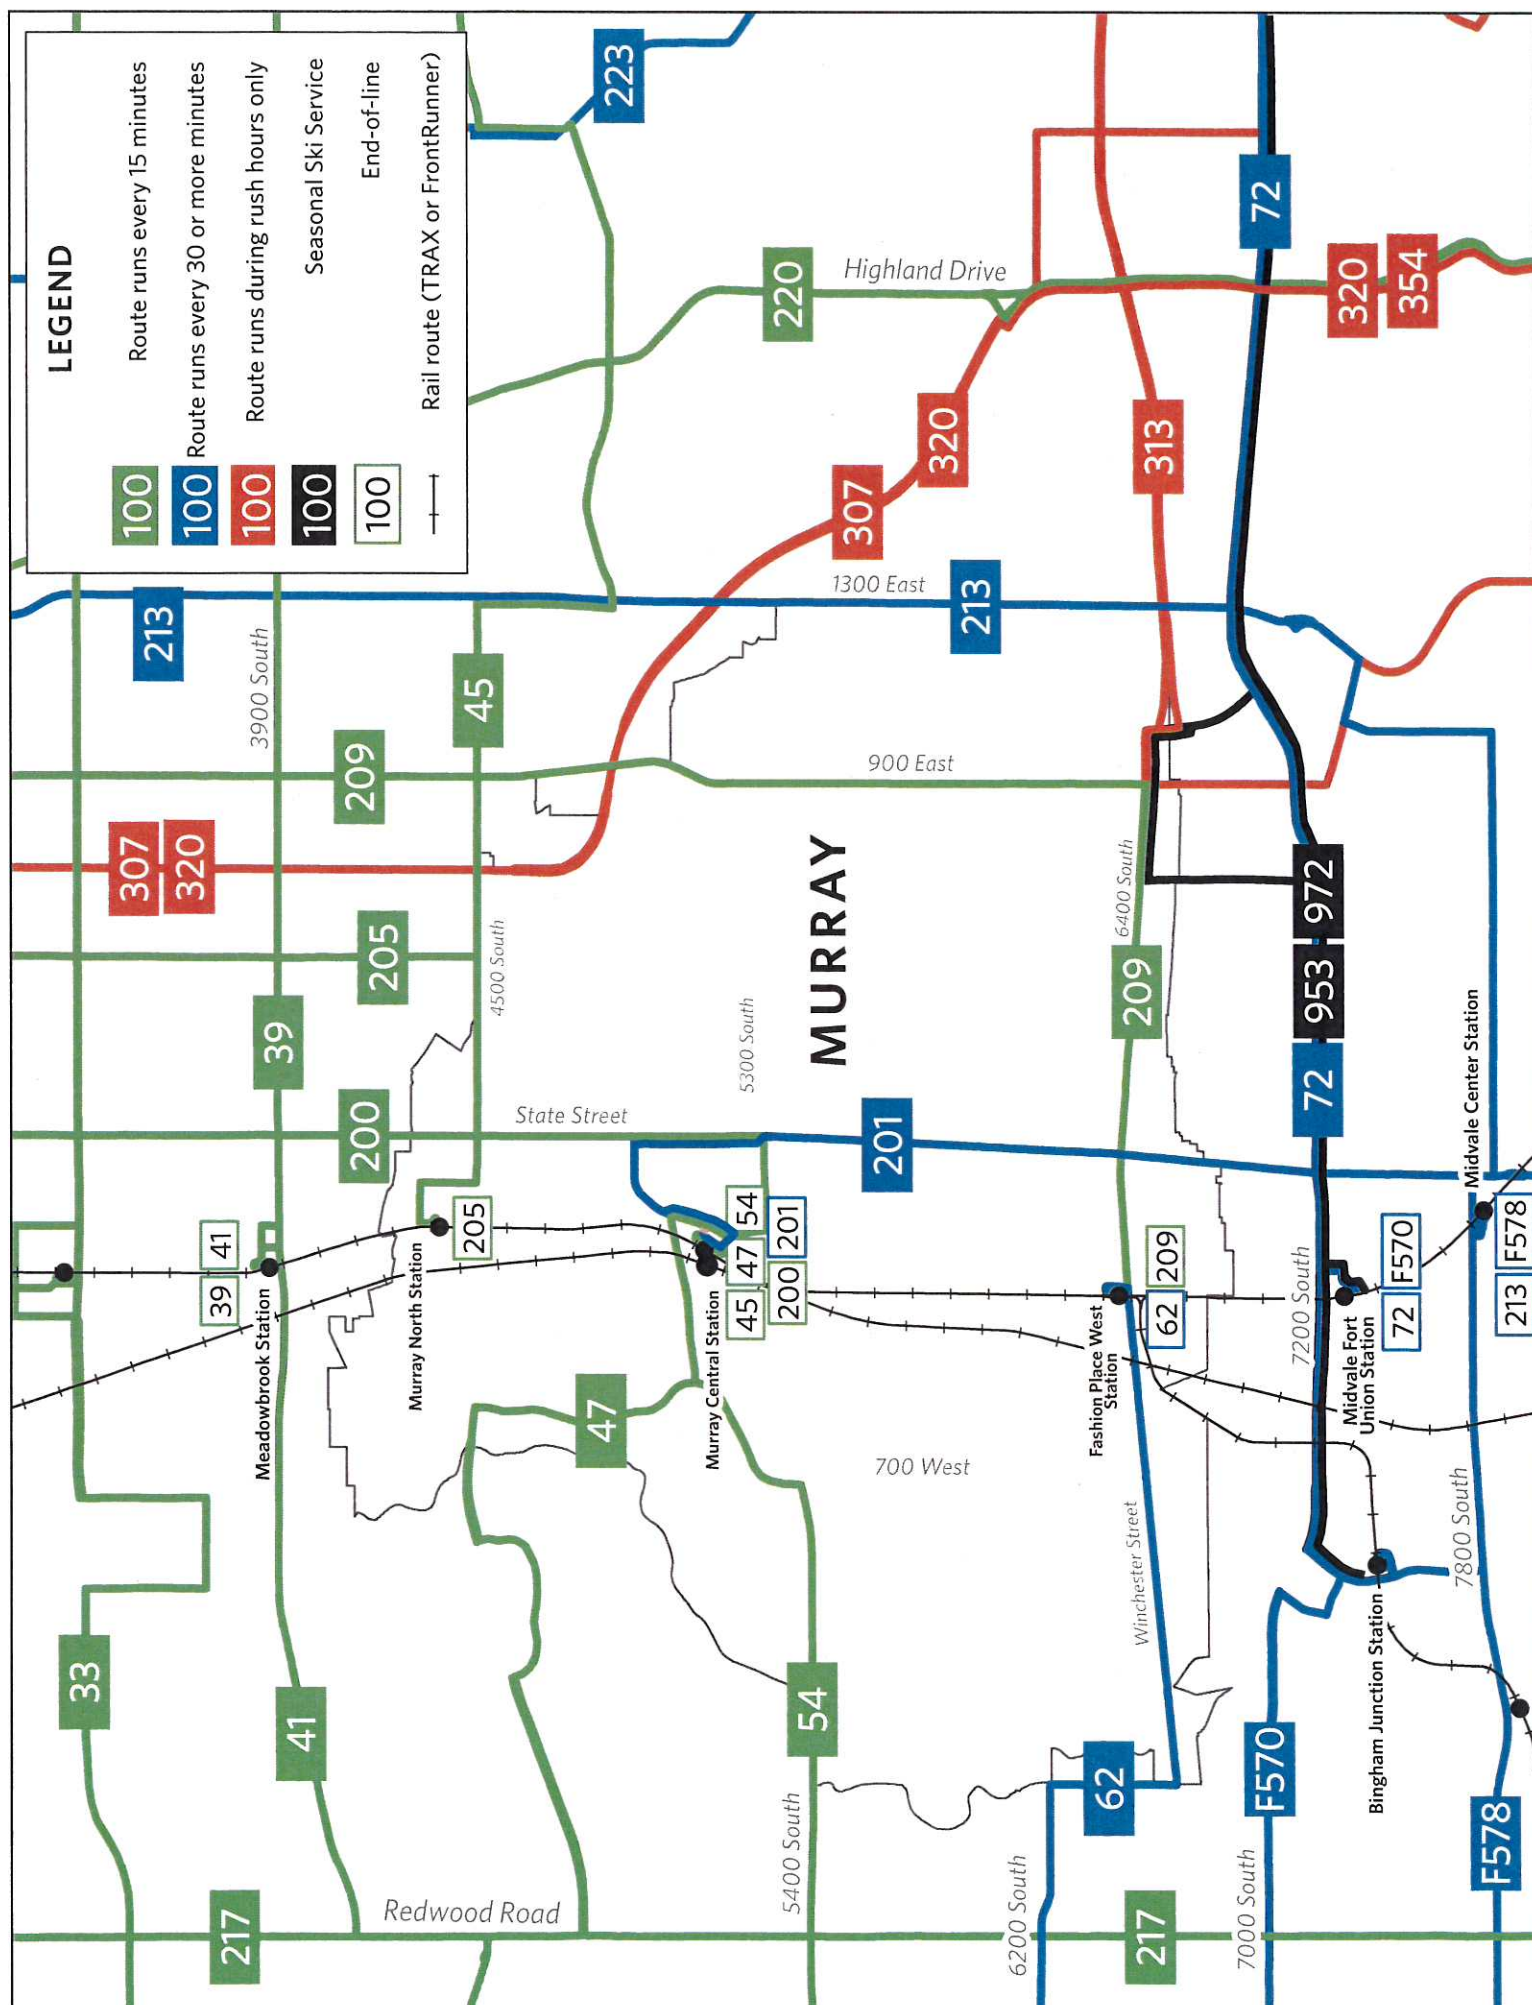 LEGEND
100 Route runs every 15 minutes
100 Route runs every 30 or more minutes
100 Route runs during rush hours only
100 Seasonal Ski Service
100 End-of-line
Rail route (TRAX or FrontRunner)
217
33
41
Redwood Road
Meadowbrook Station
39
41
39
3900 South
213
307
320
209
205
200
Murray North Station
205
45
4500 South
State Street
223
47
Murray Central Station
45
47
54
200
201
5300 South
54
5400 South
MURRAY
700 West
201
900 East
1300 East
213
307
320
220
Highland Drive
6200 South
62
Winchester Street
Fashion Place West
Station
62
209
209
6400 South
313
217
7000 South
F570
7200 South
72
953
972
72
Midvale Fort
Union Station
72
F570
Bingham Junction Station
320
354
7800 South
F578
Midvale Center Station
213
F578